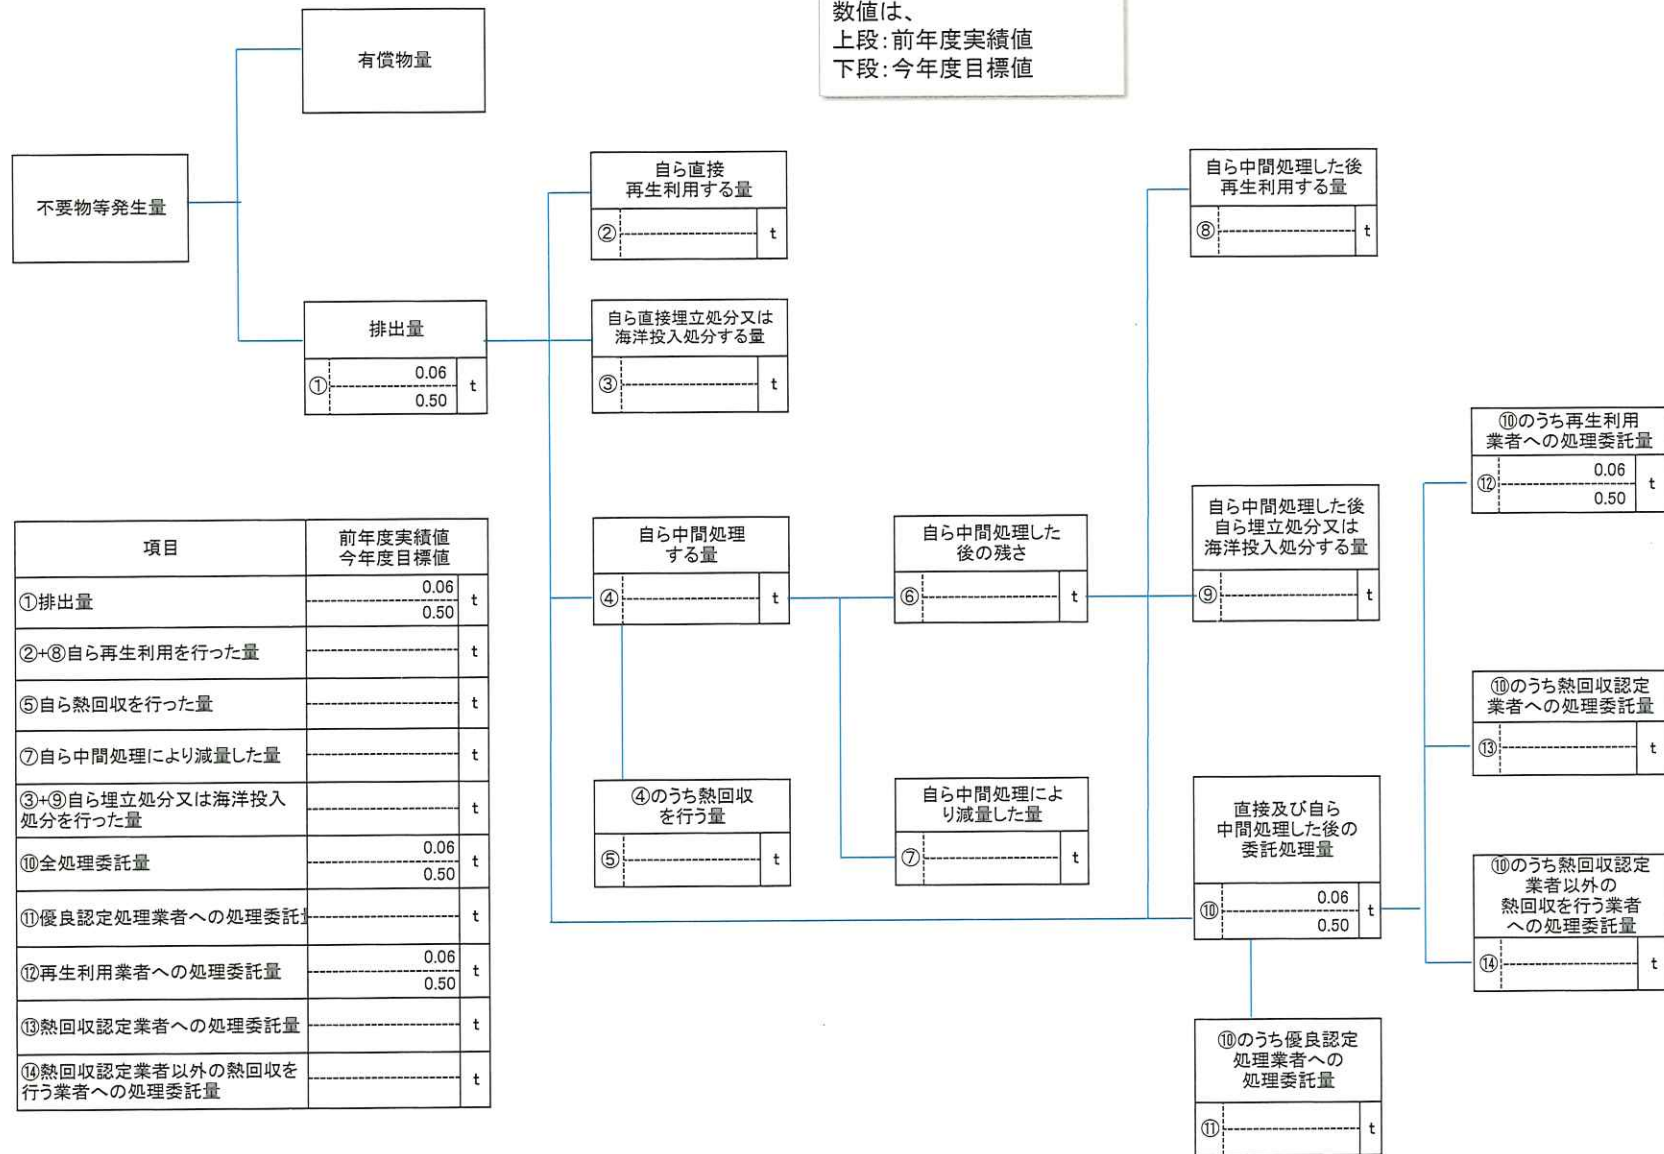 数値は、
上段:前年度実績値
下段:今年度目標値
有償物量
不要物等発生量
排出量
① 0.06 t
0.50
自ら直接
再生利用する量
② t
自ら直接埋立処分又は
海洋投入処分する量
③ t
自ら中間処理
する量
④ t
④のうち熱回収
を行う量
⑤ t
自ら中間処理した
後の残さ
⑥ t
自ら中間処理によ
り減量した量
⑦ t
自ら中間処理した後
再生利用する量
⑧ t
自ら中間処理した後
自ら埋立処分又は
海洋投入処分する量
⑨ t
直接及び自ら
中間処理した後の
委託処理量
⑩ 0.06 t
0.50
⑩のうち優良認定
処理業者への
処理委託量
⑪ t
⑩のうち再生利用
業者への処理委託量
⑫ 0.06 t
0.50
⑩のうち熱回収認定
業者への処理委託量
⑬ t
⑩のうち熱回収認定
業者以外の
熱回収を行う業者
への処理委託量
⑭ t
項目 前年度実績値
今年度目標値
①排出量 0.06 t
0.50
②+⑧自ら再生利用を行った量 t
⑤自ら熱回収を行った量 t
⑦自ら中間処理により減量した量 t
③+⑨自ら埋立処分又は海洋投入
処分を行った量 t
⑩全処理委託量 0.06 t
0.50
⑪優良認定処理業者への処理委託 t
⑫再生利用業者への処理委託量 0.06 t
0.50
⑬熱回収認定業者への処理委託量 t
⑭熱回収認定業者以外の熱回収を
行う業者への処理委託量 t